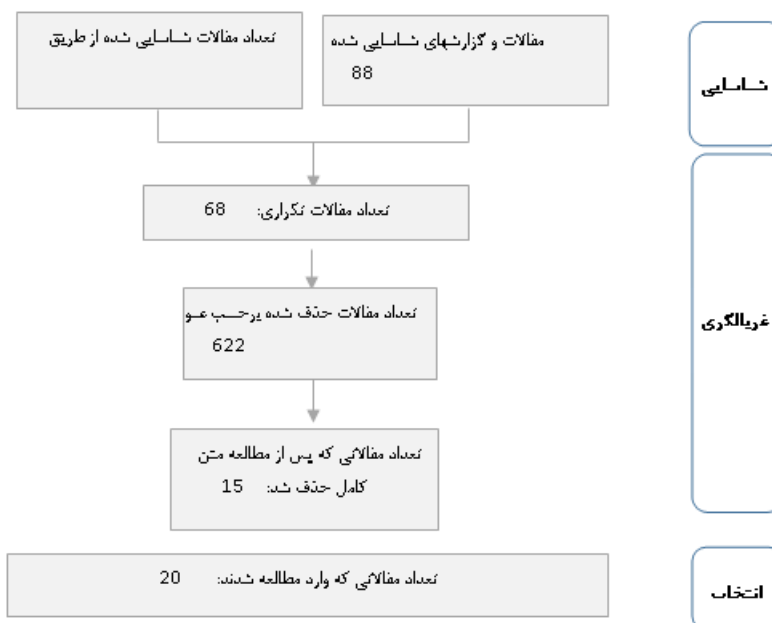 مقالات و گزارشهای شناسایی شده
88
تعداد مقالات شناسایی شده از طریق
شناسایی
تعداد مقالات تکراری: 68
تعداد مقالات حذف شده برحسب عنو
622
غربالگری
تعداد مقالاتی که پس از مطالعه متن
کامل حذف شد: 15
تعداد مقالاتی که وارد مطالعه شدند: 20
انتخاب